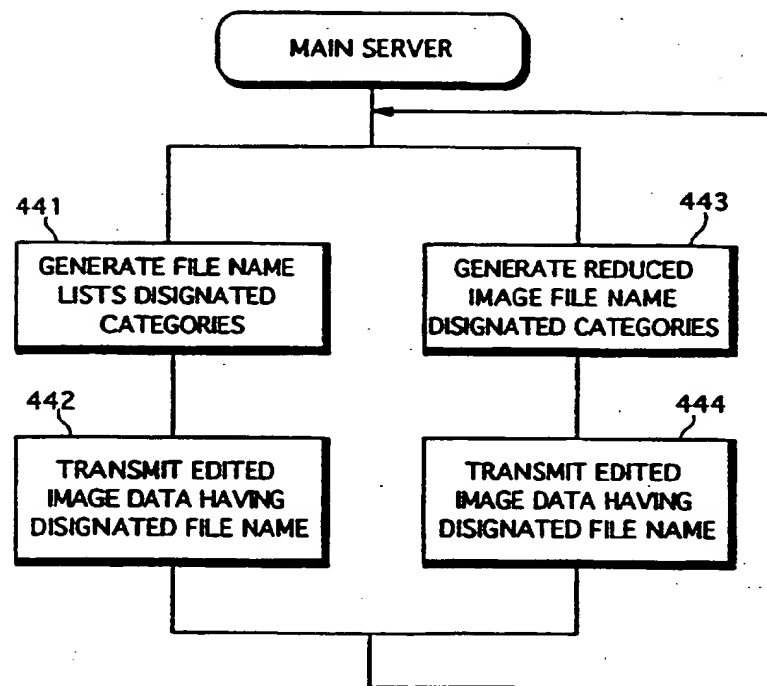 MAIN SERVER
441
GENERATE FILE NAME
LISTS DISIGNATED
CATEGORIES
443
GENERATE REDUCED
IMAGE FILE NAME
DISIGNATED CATEGORIES
442
TRANSMIT EDITED
IMAGE DATA HAVING
DISIGNATED FILE NAME
444
TRANSMIT EDITED
IMAGE DATA HAVING
DISIGNATED FILE NAME